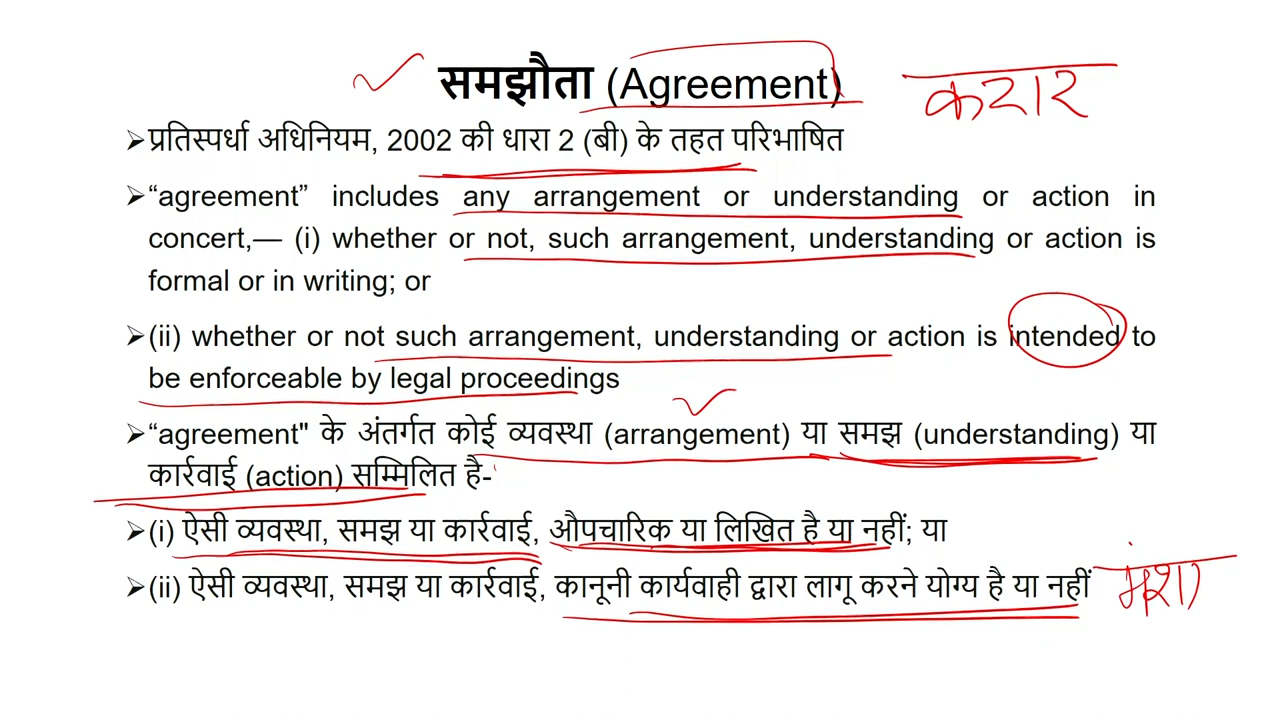 समझौता (Agreement)
करार
➢प्रतिस्पर्धा अधिनियम, 2002 की धारा 2 (बी) के तहत परिभाषित
➢“agreement” includes any arrangement or understanding or action in
concert,— (i) whether or not, such arrangement, understanding or action is
formal or in writing; or
➢(ii) whether or not such arrangement, understanding or action is intended to
be enforceable by legal proceedings
➢“agreement" के अंतर्गत कोई व्यवस्था (arrangement) या समझ (understanding) या
कार्रवाई (action) सम्मिलित है-
➢(i) ऐसी व्यवस्था, समझ या कार्रवाई, औपचारिक या लिखित है या नहीं; या
➢(ii) ऐसी व्यवस्था, समझ या कार्रवाई, कानूनी कार्यवाही द्वारा लागू करने योग्य है या नहीं
मंशा